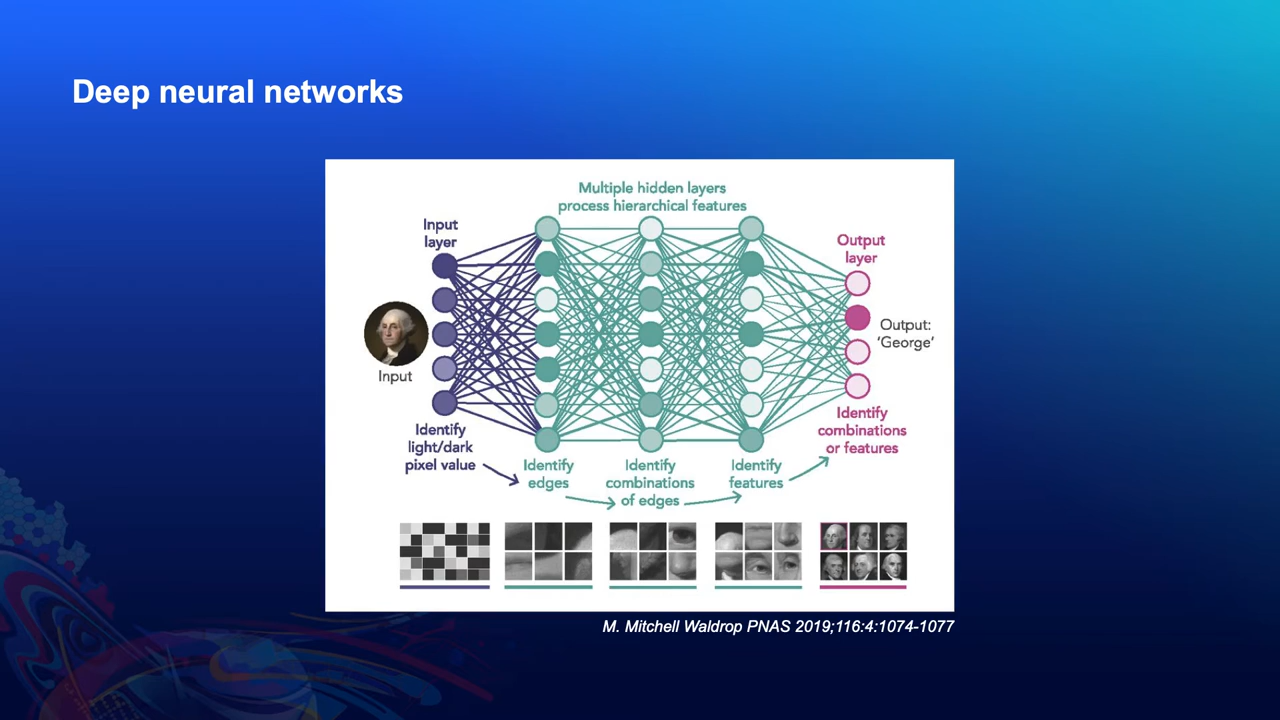 Deep neural networks
Multiple hidden layers
process hierarchical features
Input
layer
Output
layer
Output:
‘George’
Input
Identify
light/dark
pixel value
Identify
edges
Identify
combinations
of edges
Identify
features
Identify
combinations
or features
M. Mitchell Waldrop PNAS 2019;116:4:1074-1077